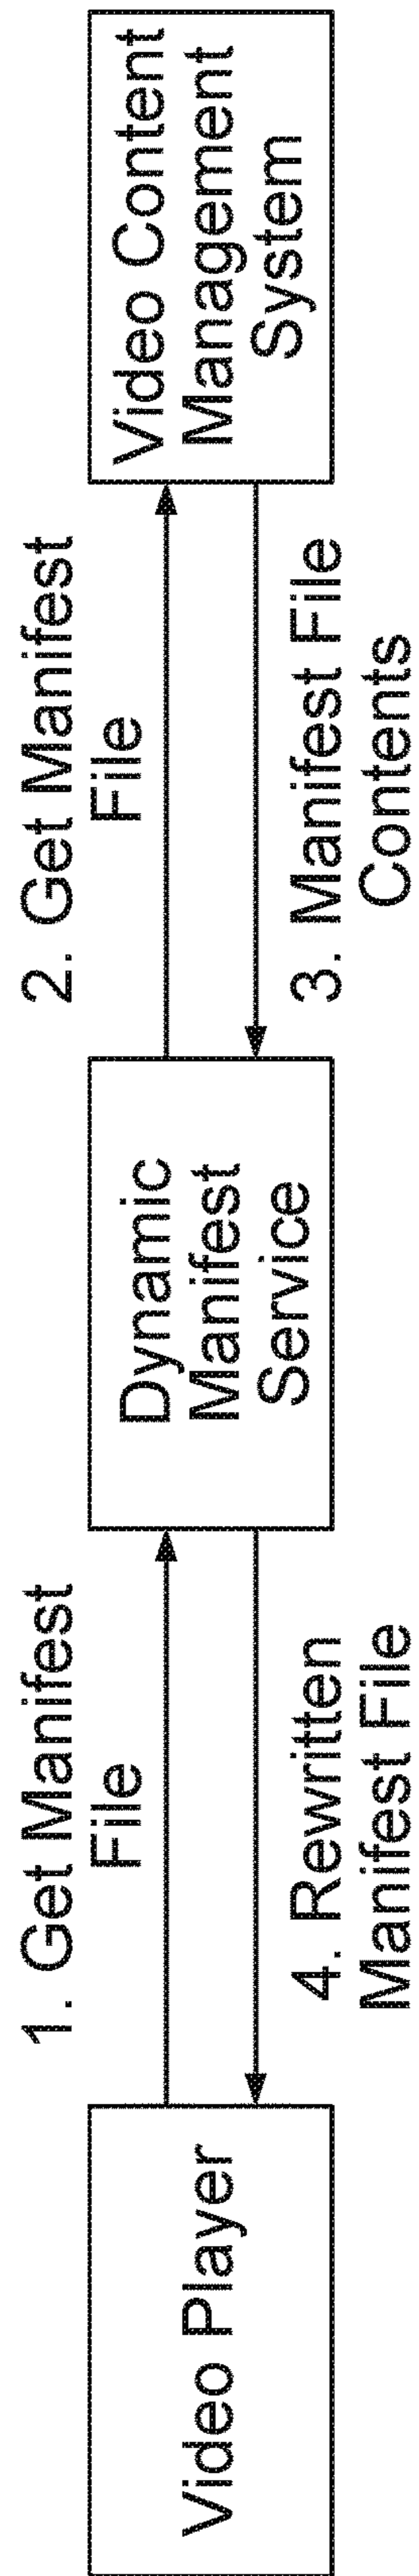 Video Player
1. Get Manifest
File
4. Rewritten
Manifest File
Dynamic
Manifest
Service
2. Get Manifest
File
3. Manifest File
Contents
Video Content
Management
System